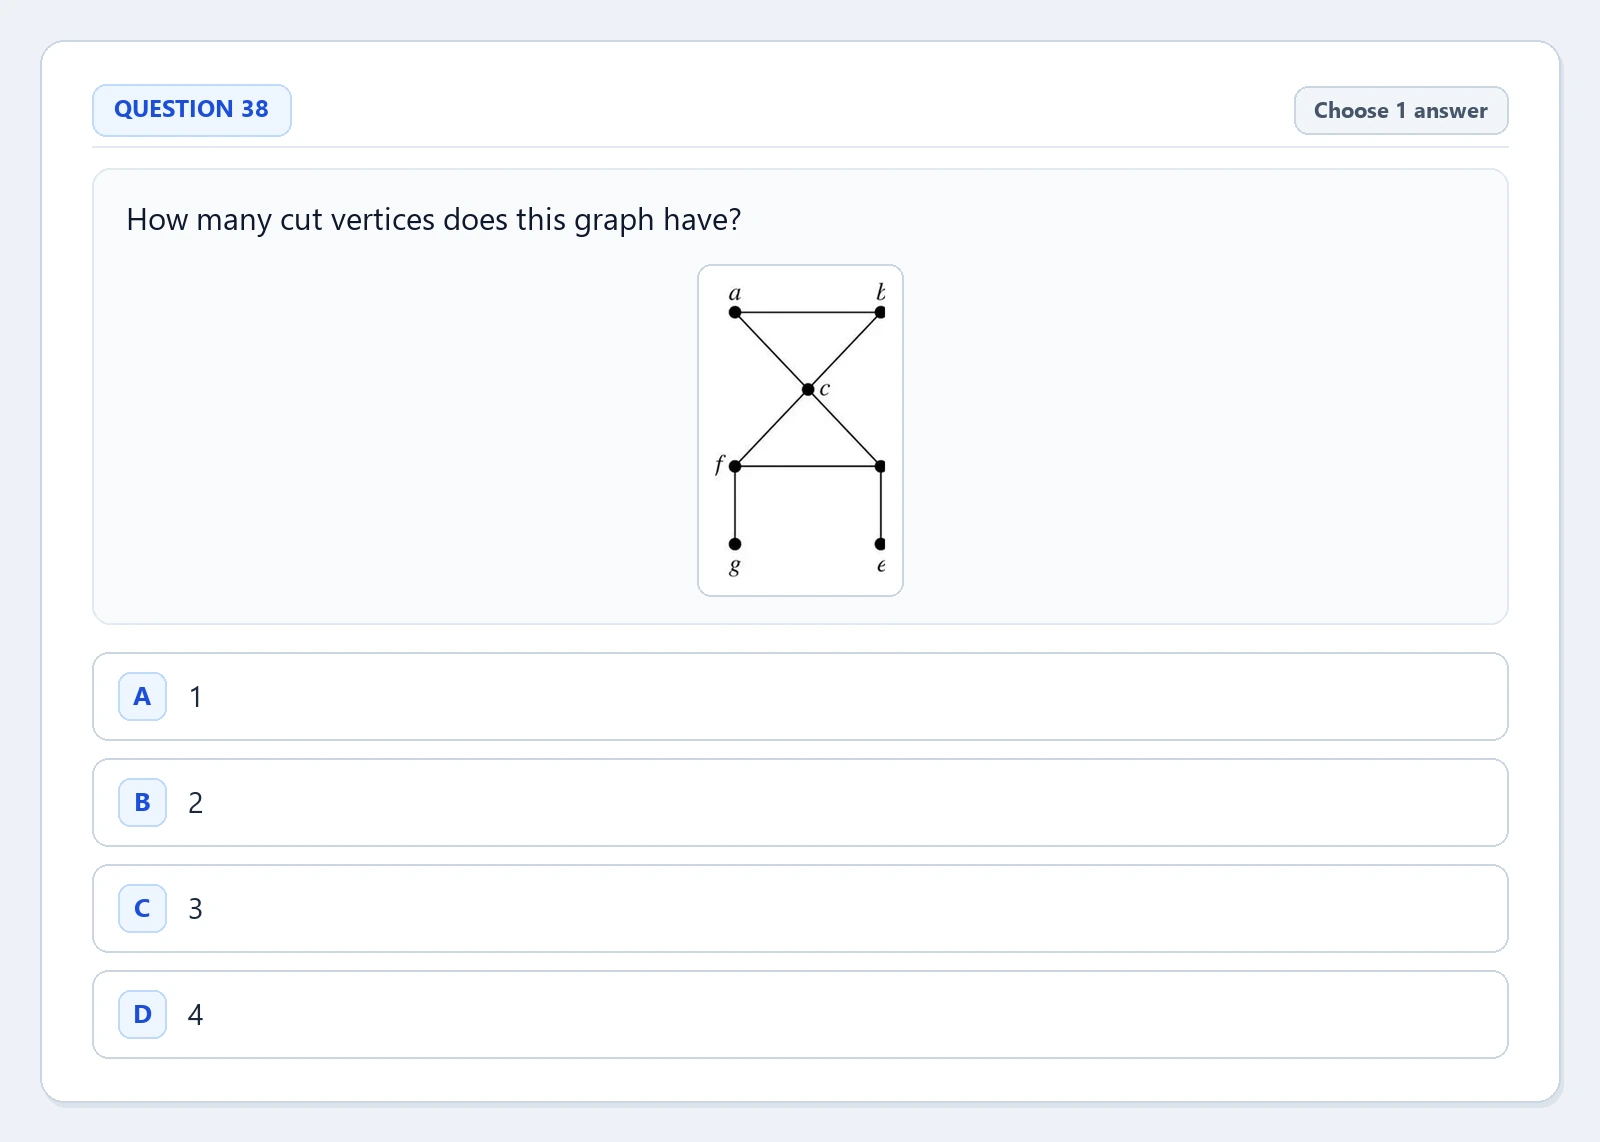 QUESTION 38
Choose 1 answer
How many cut vertices does this graph have?
a b
c
f
g e
A 1
B 2
C 3
D 4